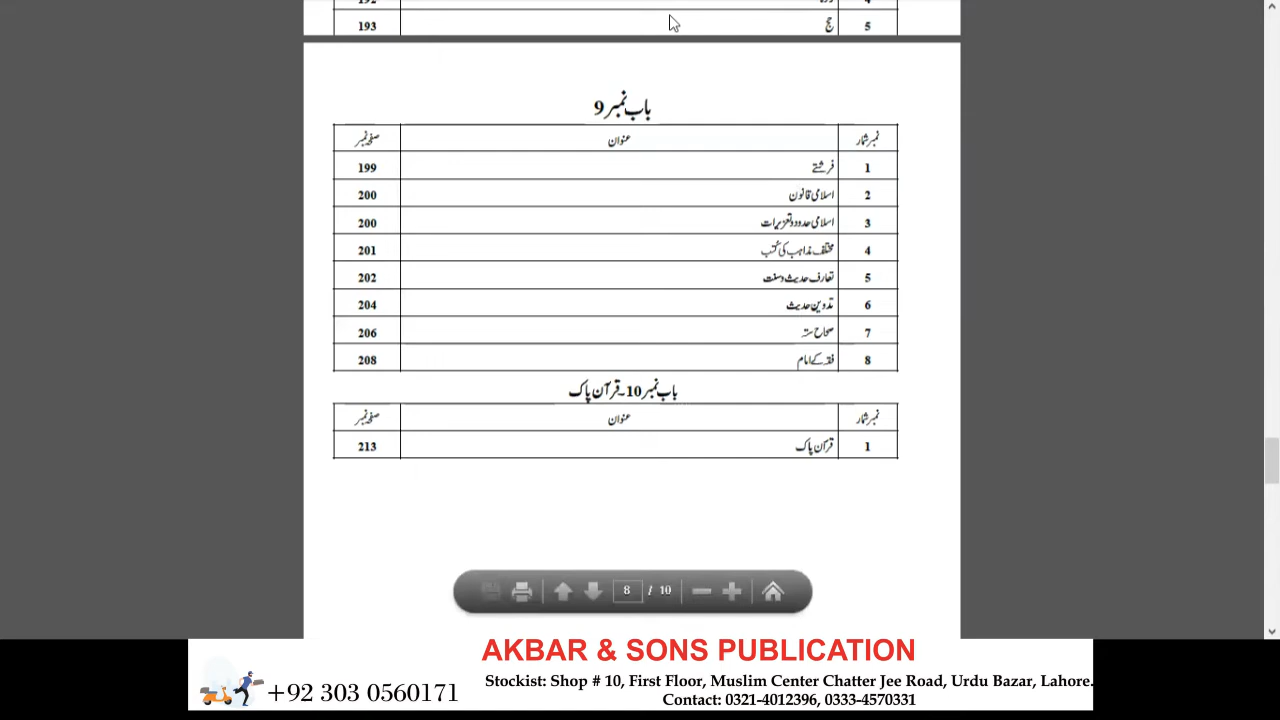 5 حج 193
باب نمبر 9
نمبر شمار عنوان صفحہ نمبر
1 فرشتے 199
2 اسلامی قانون 200
3 اسلامی حدود و تعزیرات 200
4 مختلف مذاہب کی کُتب 201
5 تعارف حدیث و سنت 202
6 تدوین حدیث 204
7 صحاح ستہ 206
8 فقہ کے امام 208
باب نمبر 10۔ قرآن پاک
نمبر شمار عنوان صفحہ نمبر
1 قرآن پاک 213
8 / 10
AKBAR & SONS PUBLICATION
+92 303 0560171
Stockist: Shop # 10, First Floor, Muslim Center Chatter Jee Road, Urdu Bazar, Lahore.
Contact: 0321-4012396, 0333-4570331